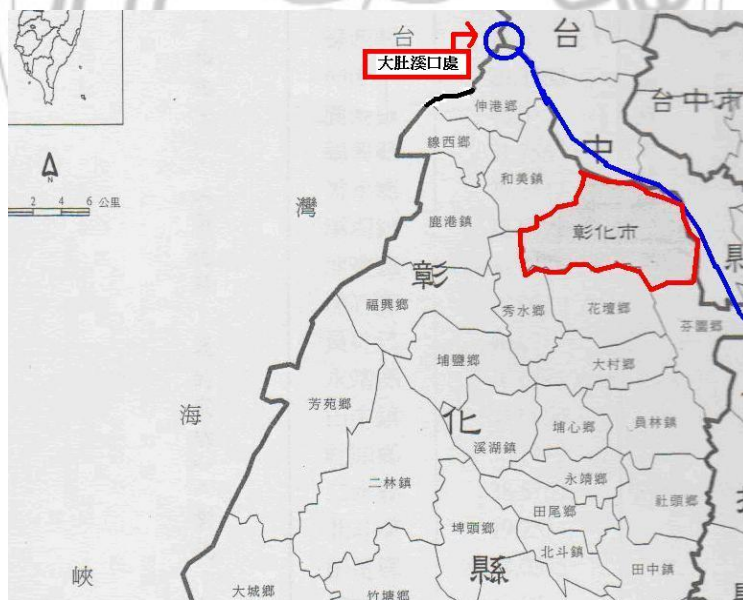 台
台
大肚溪口處
台中市
伸港鄉
中
線西鄉
和美鎮
N
2 4 6 公里
灣
鹿港鎮
彰化市
縣
彰
福興鄉
秀水鄉
花壇鄉
芬園鄉
埔鹽鄉
大村鄉
芳苑鄉
海
化
埔心鄉
員林鎮
溪湖鎮
二林鎮
永靖鄉
社頭鄉
田尾鄉
埤頭鄉
北斗鎮
縣
田中鎮
峽
大城鄉
竹塘鄉